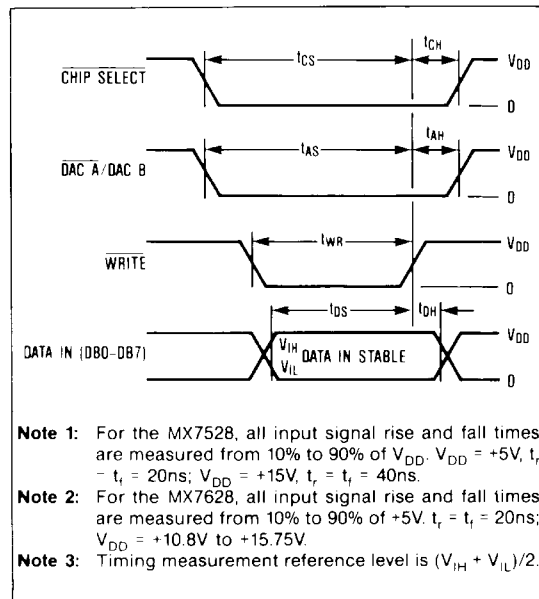 tCS
tCH
VDD
CHIP SELECT
0
tAS
tAH
VDD
DAC A/DAC B
0
tWR
VDD
WRITE
0
tDS
tDH
VDD
DATA IN (DB0-DB7)
VIH
VIL
DATA IN STABLE
0
Note 1: For the MX7528, all input signal rise and fall times
are measured from 10% to 90% of VDD. VDD = +5V, tr
= tf = 20ns; VDD = +15V, tr = tf = 40ns.
Note 2: For the MX7628, all input signal rise and fall times
are measured from 10% to 90% of +5V. tr = tf = 20ns;
VDD = +10.8V to +15.75V.
Note 3: Timing measurement reference level is (VIH + VIL)/2.